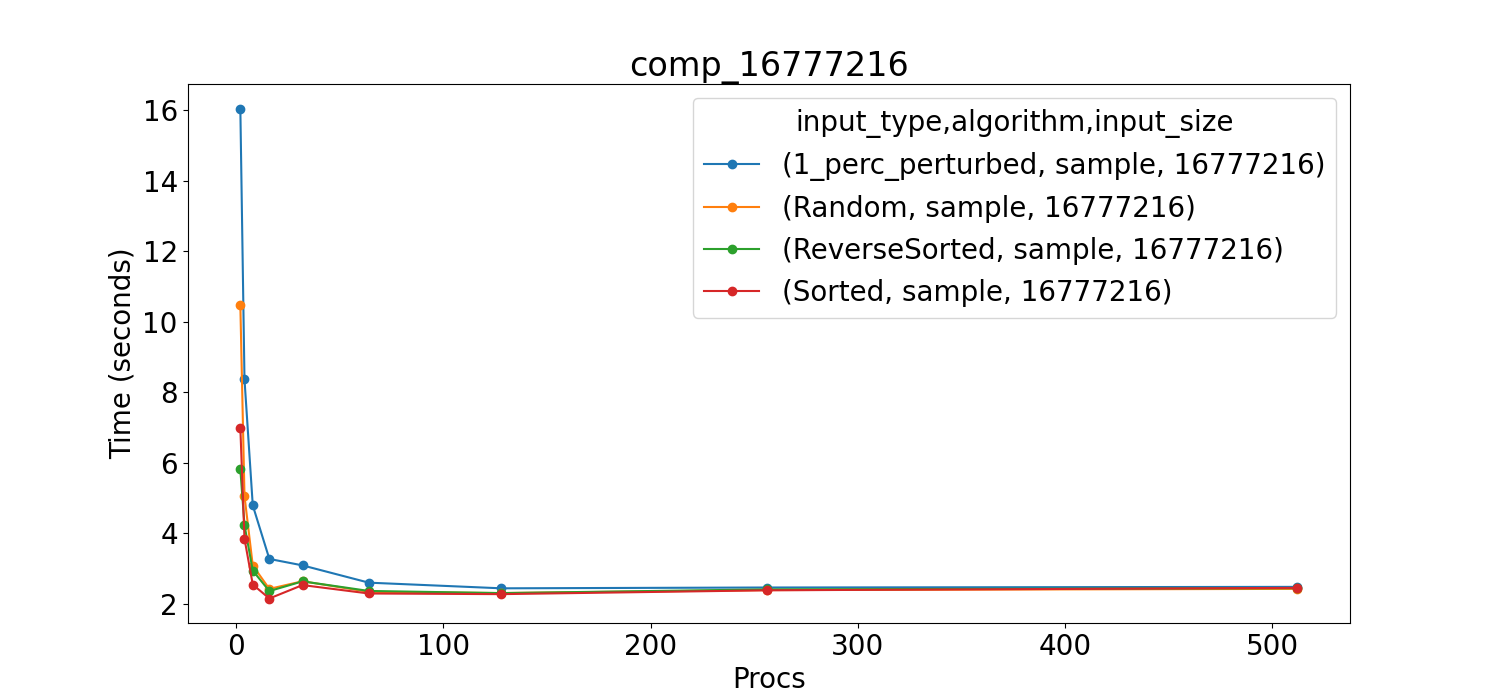 comp_16777216
16
14
12
10
8
6
4
2
Time (seconds)
input_type,algorithm,input_size
(1_perc_perturbed, sample, 16777216)
(Random, sample, 16777216)
(ReverseSorted, sample, 16777216)
(Sorted, sample, 16777216)
0 100 200 300 400 500
Procs